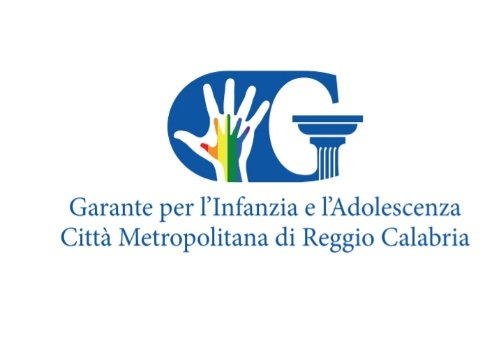 G
Garante per l'Infanzia e l'Adolescenza
Città Metropolitana di Reggio Calabria